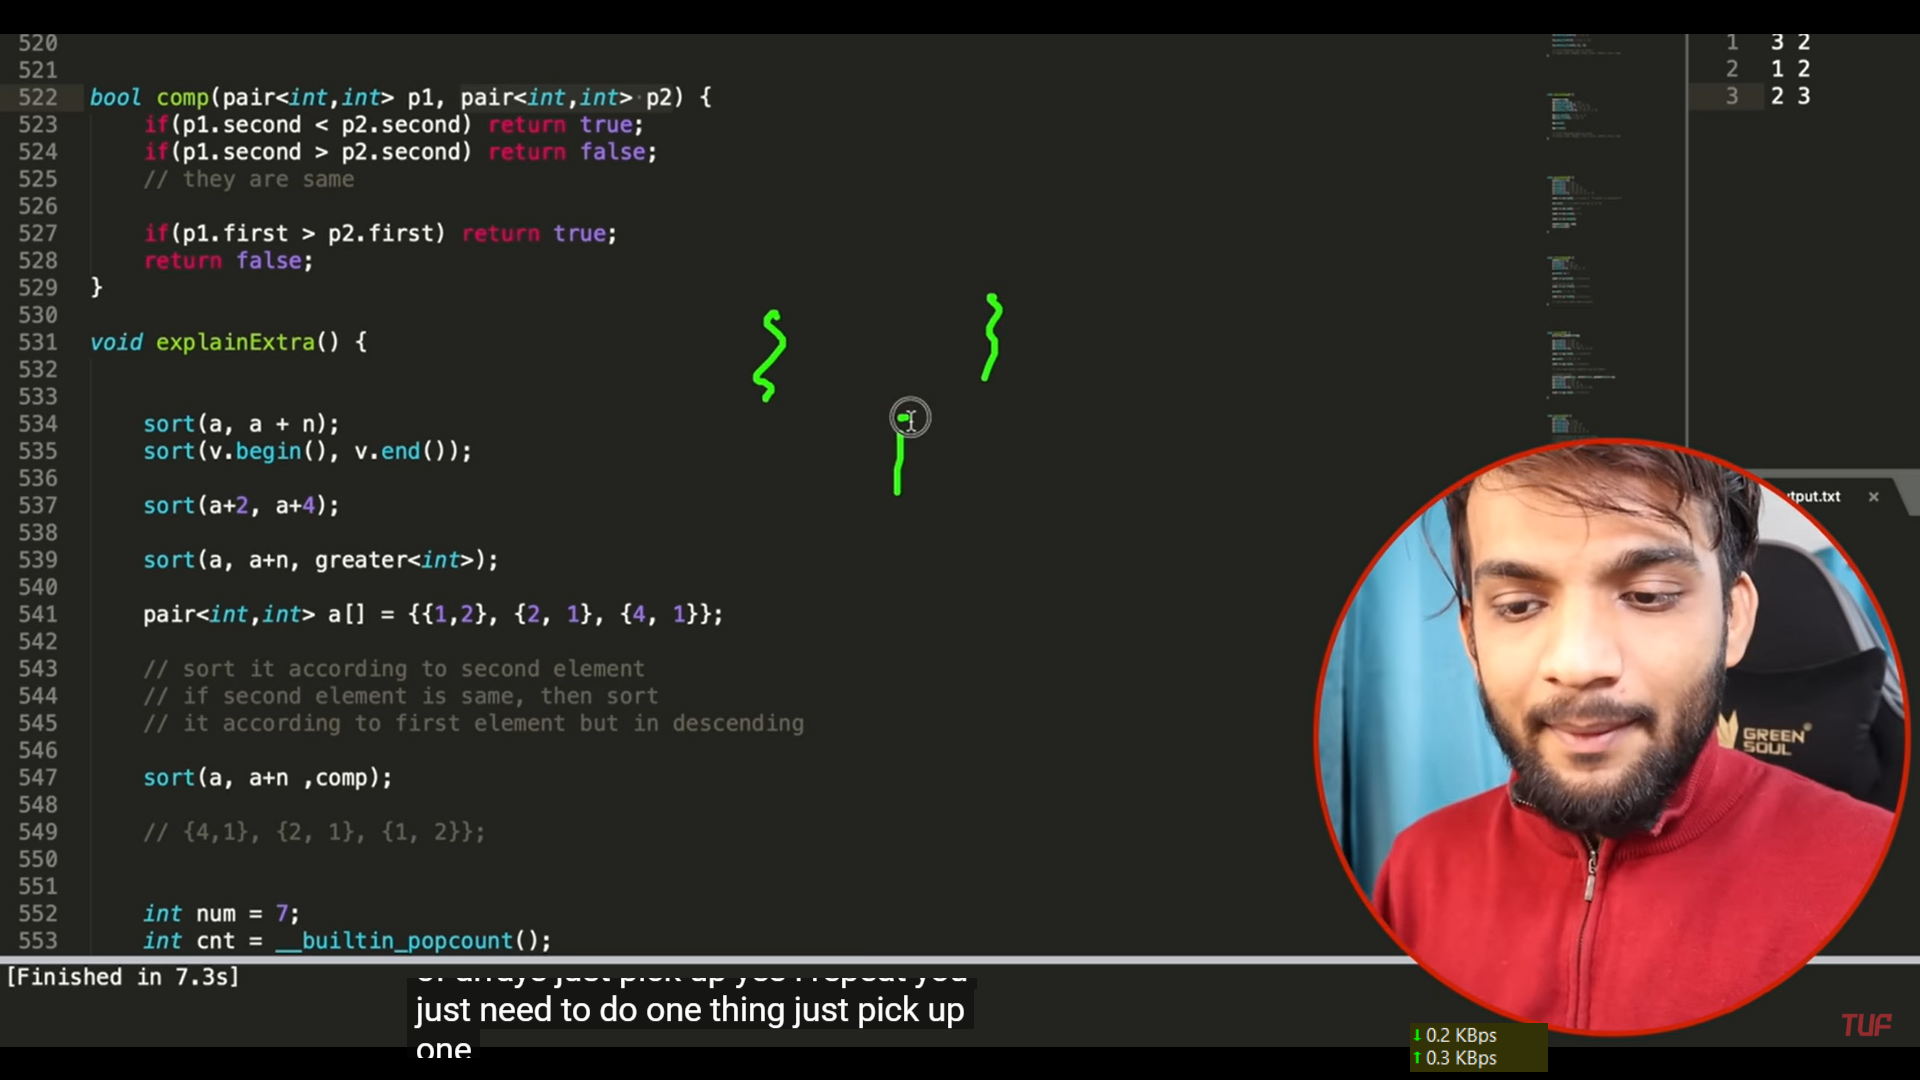 520
521
522 bool comp(pair<int,int> p1, pair<int,int> p2) {
523 if(p1.second < p2.second) return true;
524 if(p1.second > p2.second) return false;
525 // they are same
526
527 if(p1.first > p2.first) return true;
528 return false;
529 }
530
531 void explainExtra() {
532
533
534 sort(a, a + n);
535 sort(v.begin(), v.end());
536
537 sort(a+2, a+4);
538
539 sort(a, a+n, greater<int>);
540
541 pair<int,int> a[] = {{1,2}, {2, 1}, {4, 1}};
542
543 // sort it according to second element
544 // if second element is same, then sort
545 // it according to first element but in descending
546
547 sort(a, a+n ,comp);
548
549 // {4,1}, {2, 1}, {1, 2}};
550
551
552 int num = 7;
553 int cnt = __builtin_popcount();
[Finished in 7.3s]
1 3 2
2 1 2
3 2 3
tput.txt ×
GREEN SOUL
of arrays just pick up yes i repeat you
just need to do one thing just pick up
one
↓ 0.2 KBps
↑ 0.3 KBps
TUF